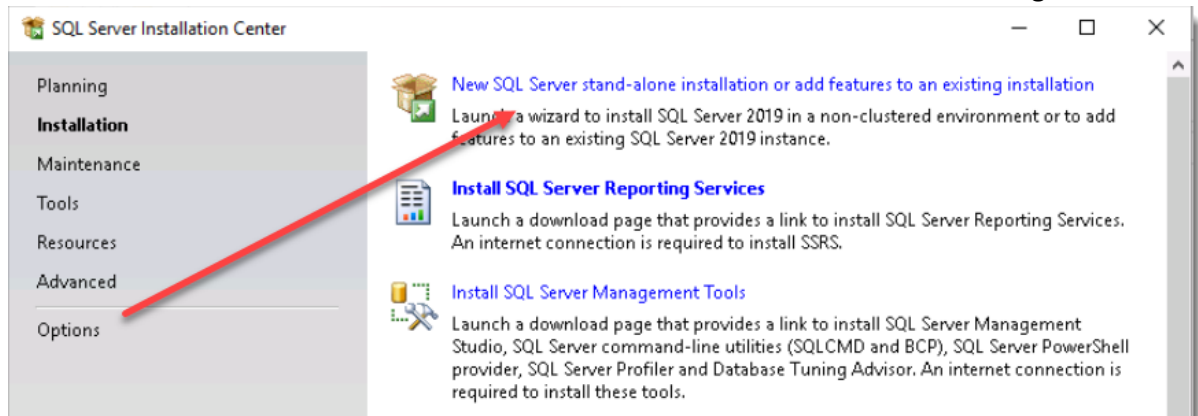 SQL Server Installation Center
Planning
Installation
Maintenance
Tools
Resources
Advanced
Options
New SQL Server stand-alone installation or add features to an existing installation
Launch a wizard to install SQL Server 2019 in a non-clustered environment or to add
features to an existing SQL Server 2019 instance.
Install SQL Server Reporting Services
Launch a download page that provides a link to install SQL Server Reporting Services.
An internet connection is required to install SSRS.
Install SQL Server Management Tools
Launch a download page that provides a link to install SQL Server Management
Studio, SQL Server command-line utilities (SQLCMD and BCP), SQL Server PowerShell
provider, SQL Server Profiler and Database Tuning Advisor. An internet connection is
required to install these tools.